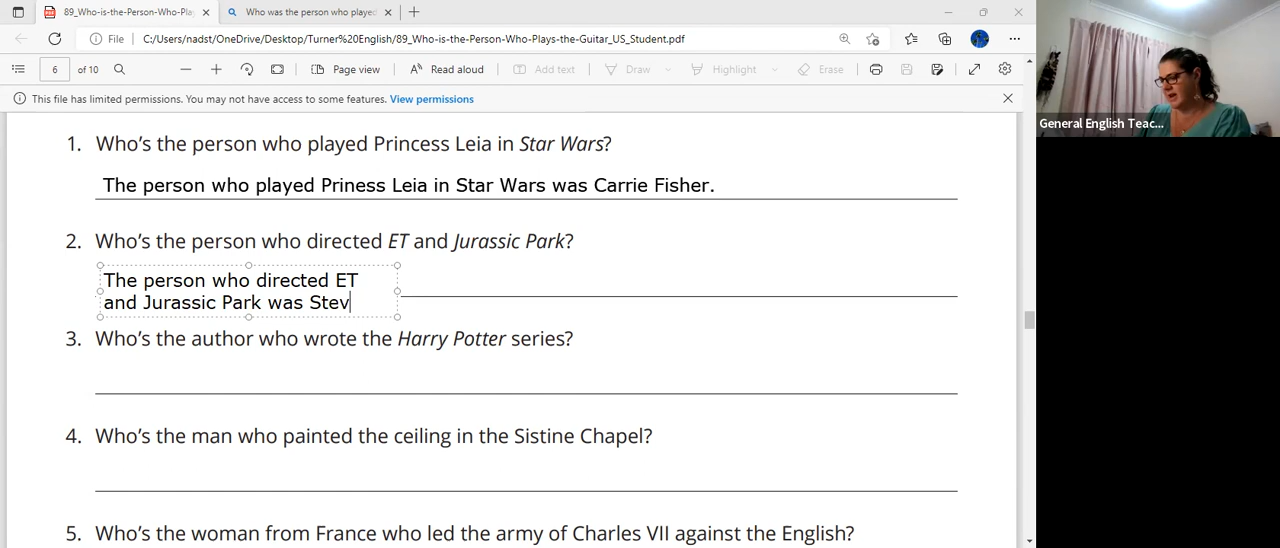 89_Who-is-the-Person-Who-Pla
Who was the person who played
File
C:/Users/nadst/OneDrive/Desktop/Turner%20English/89_Who-is-the-Person-Who-Plays-the-Guitar_US_Student.pdf
6 of 10
Page view
Read aloud
Add text
Draw
Highlight
Erase
This file has limited permissions. You may not have access to some features. View permissions
General English Teac...
1. Who's the person who played Princess Leia in Star Wars?
The person who played Priness Leia in Star Wars was Carrie Fisher.
2. Who's the person who directed ET and Jurassic Park?
The person who directed ET
and Jurassic Park was Stev
3. Who's the author who wrote the Harry Potter series?
4. Who's the man who painted the ceiling in the Sistine Chapel?
5. Who's the woman from France who led the army of Charles VII against the English?